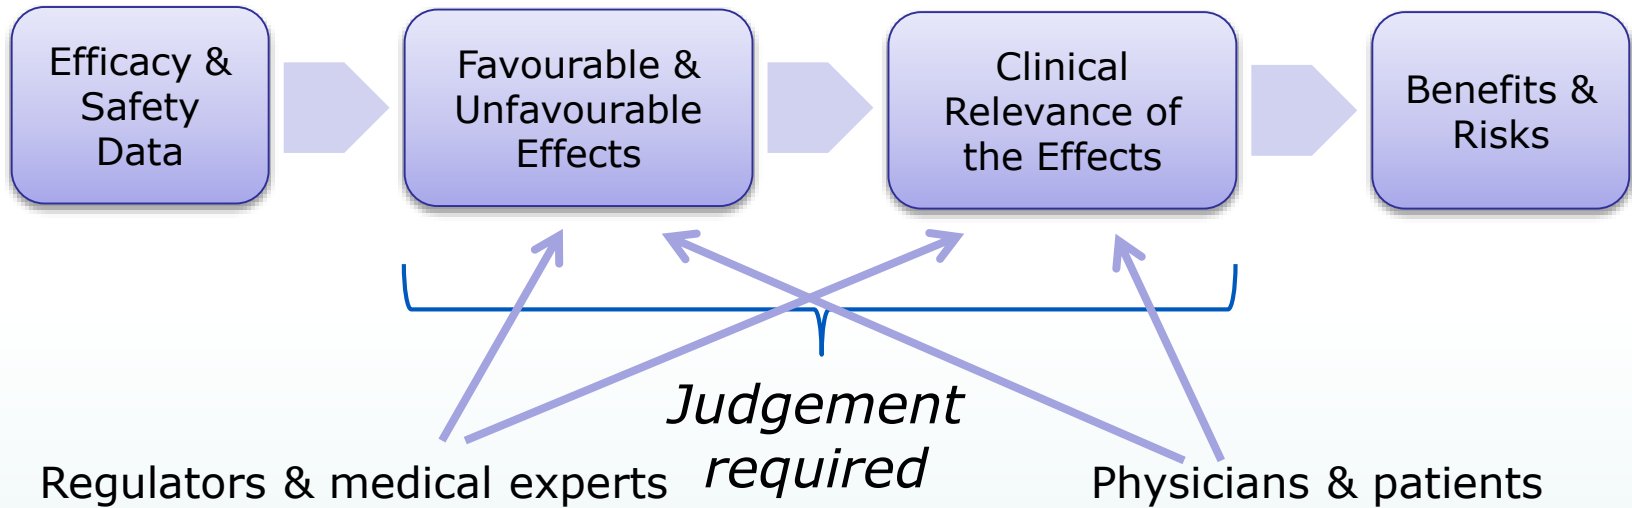 Efficacy &
Safety
Data
Favourable &
Unfavourable
Effects
Clinical
Relevance of
the Effects
Benefits &
Risks
Judgement
required
Regulators & medical experts
Physicians & patients